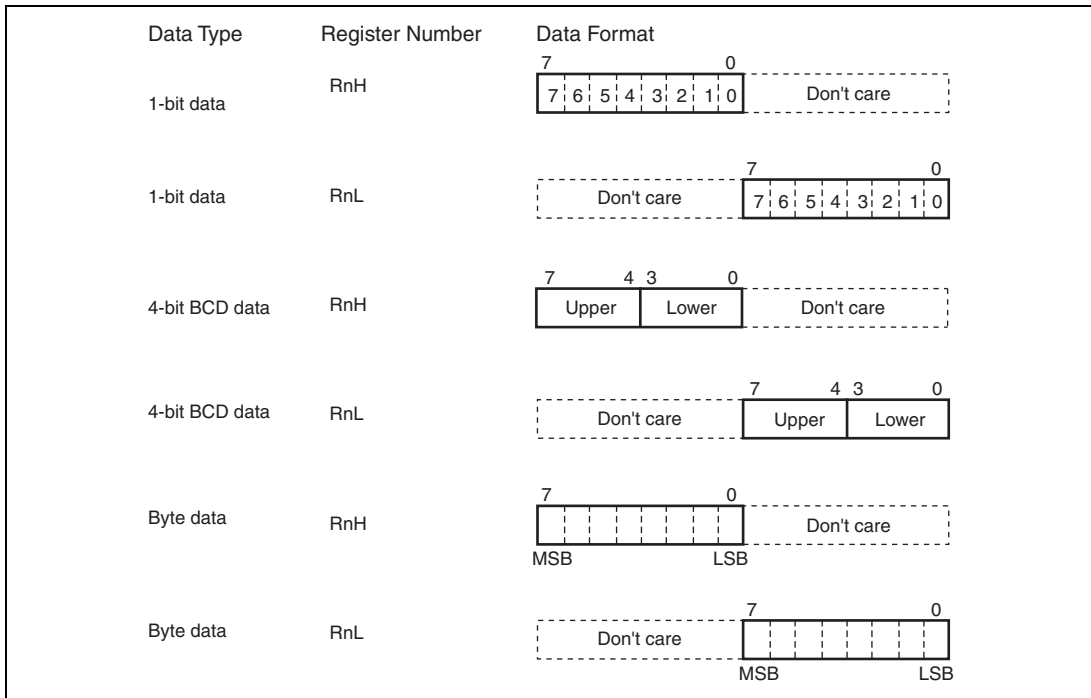 Data Type Register Number Data Format
7 0
1-bit data RnH 7 6 5 4 3 2 1 0 Don't care
7 0
1-bit data RnL Don't care 7 6 5 4 3 2 1 0
7 4 3 0
4-bit BCD data RnH Upper Lower Don't care
7 4 3 0
4-bit BCD data RnL Don't care Upper Lower
7 0
Byte data RnH Don't care
MSB LSB
7 0
Byte data RnL Don't care
MSB LSB